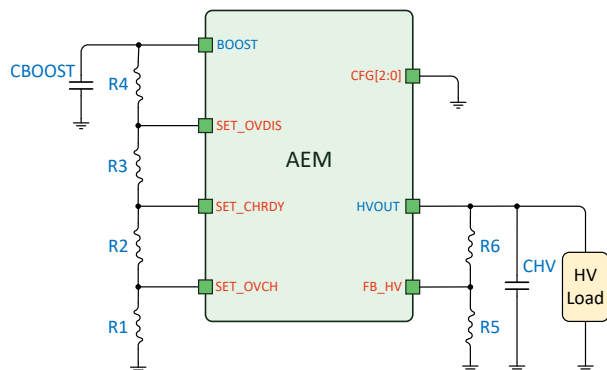 BOOST
CBOOST
R4
CFG[2:0]
SET_OVDIS
AEM
R3
SET_CHRDY
HVOUT
R2
R6
CHV
HV
Load
SET_OVCH
FB_HV
R1
R5